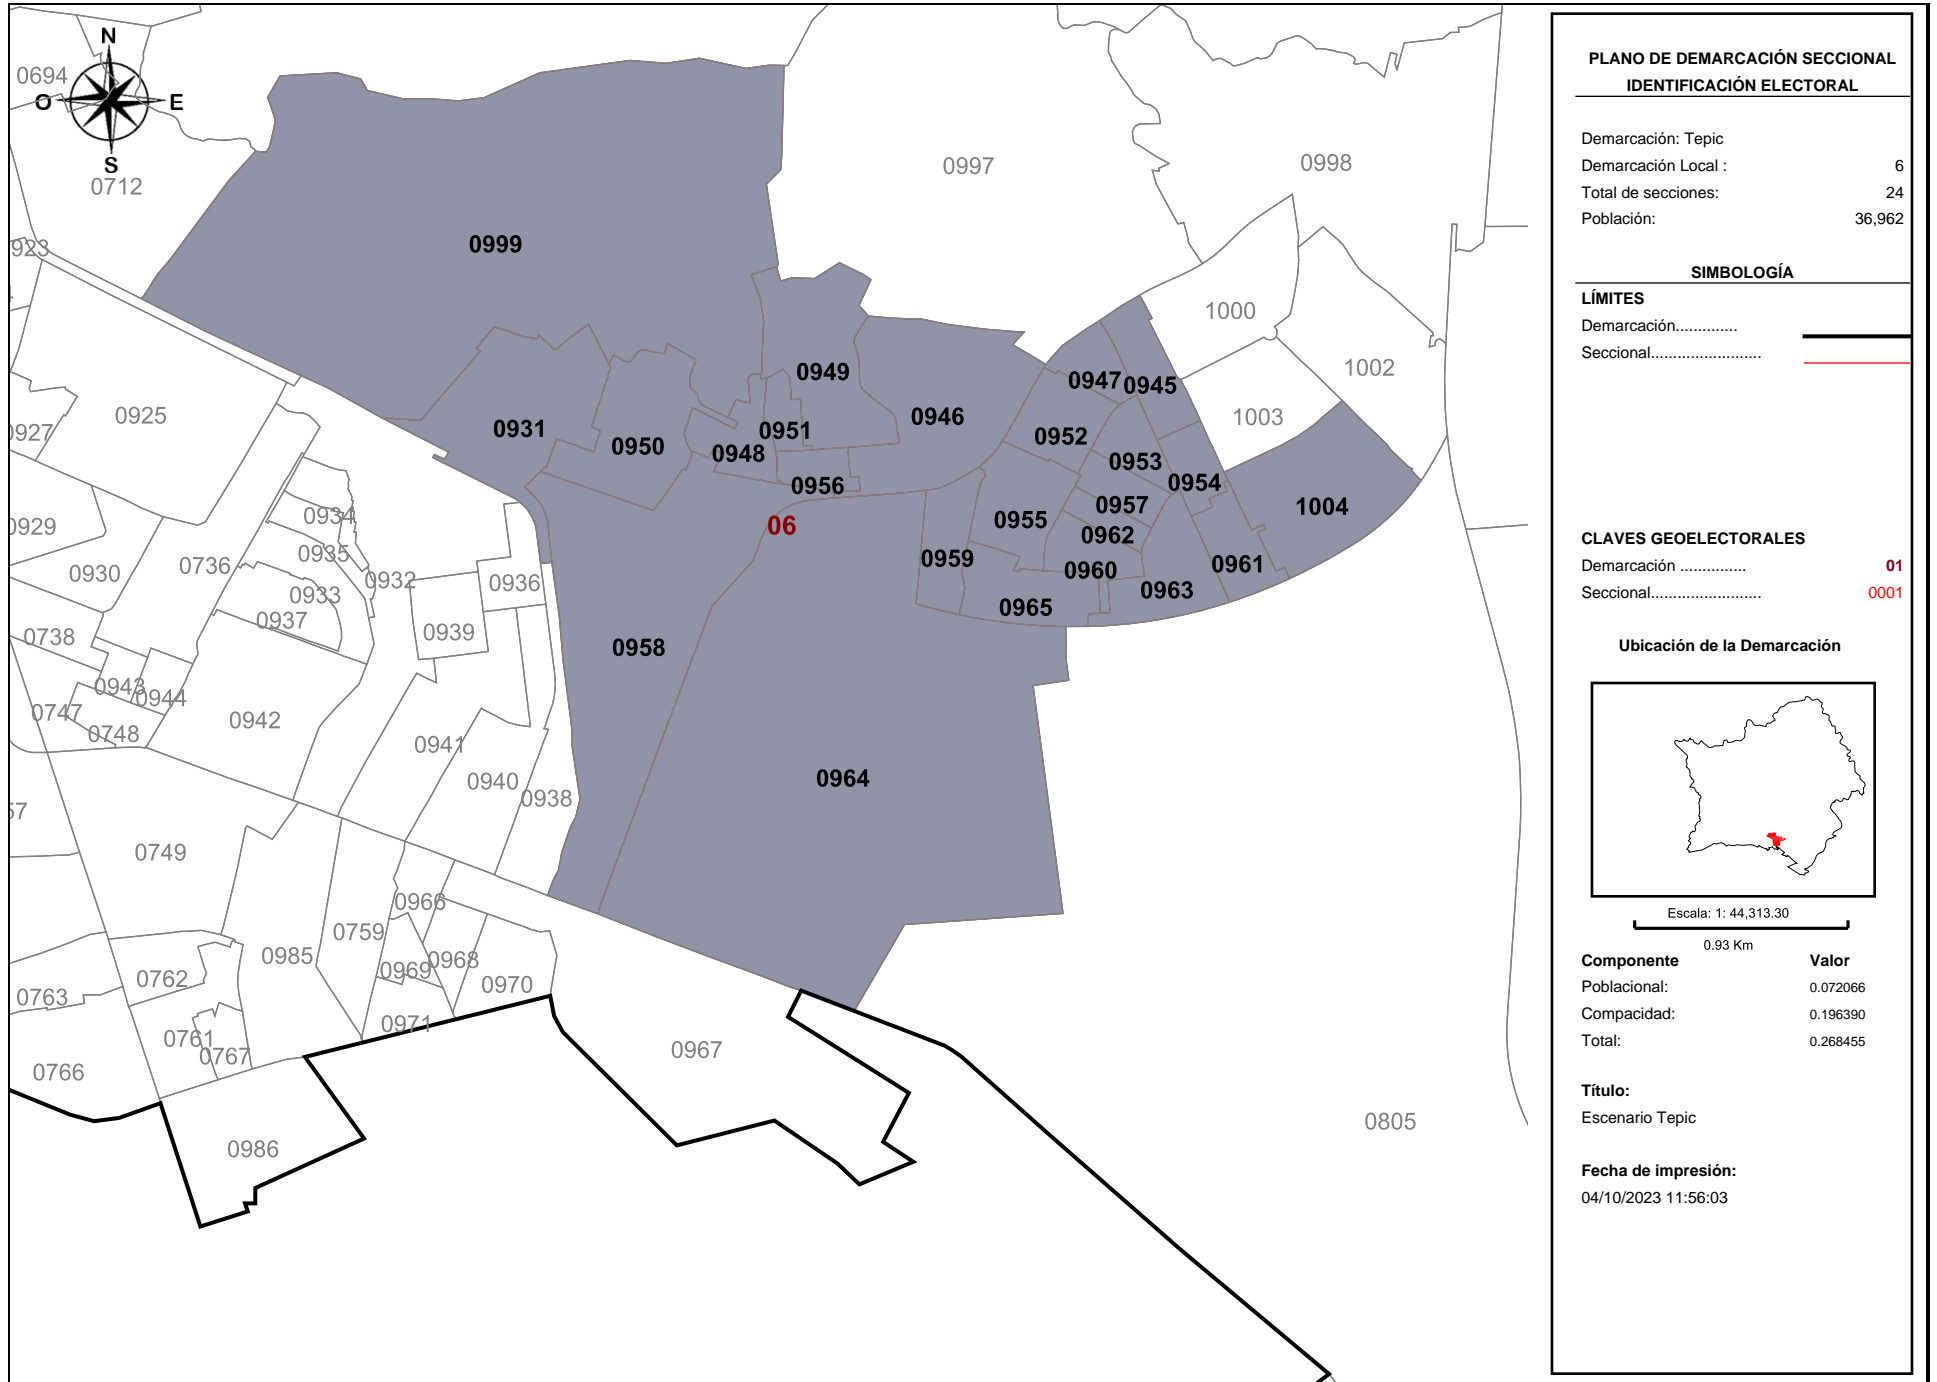 N
O
E
S
0694
0712
0923
0997
0998
0999
1000
1002
1003
0949
0947
0945
0925
0927
0931
0950
0951
0948
0946
0952
0953
0954
0956
0957
1004
0929
0934
06
0955
0962
0935
0930
0736
0932
0936
0959
0960
0961
0963
0933
0937
0965
0738
0939
0958
0943
0944
0747
0748
0942
0941
0940
0938
0964
57
0749
0966
0759
0985
0968
0969
0762
0970
0763
0971
0761
0767
0967
0766
0805
0986
PLANO DE DEMARCACIÓN SECCIONAL
IDENTIFICACIÓN ELECTORAL
Demarcación: Tepic
Demarcación Local : 6
Total de secciones: 24
Población: 36,962
SIMBOLOGÍA
LÍMITES
Demarcación..............
Seccional.........................
CLAVES GEOELECTORALES
Demarcación ............... 01
Seccional......................... 0001
Ubicación de la Demarcación
Escala: 1: 44,313.30
0.93 Km
Componente Valor
Poblacional: 0.072066
Compacidad: 0.196390
Total: 0.268455
Título:
Escenario Tepic
Fecha de impresión:
04/10/2023 11:56:03